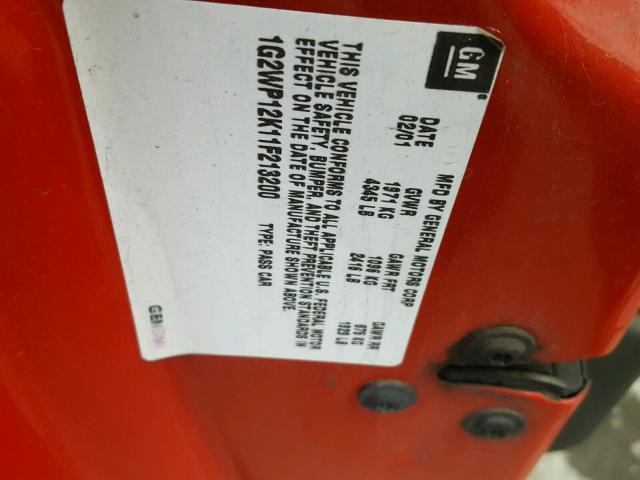 GM
MFD BY GENERAL MOTORS CORP
DATE GVWR GAWR FRT GAWR RR
02/01 1971 KG 1096 KG 875 KG
4345 LB 2416 LB 1929 LB
THIS VEHICLE CONFORMS TO ALL APPLICABLE U.S. FEDERAL MOTOR
VEHICLE SAFETY, BUMPER, AND THEFT PREVENTION STANDARDS IN
EFFECT ON THE DATE OF MANUFACTURE SHOWN ABOVE.
1G2WP12K11F213200 TYPE: PASS CAR